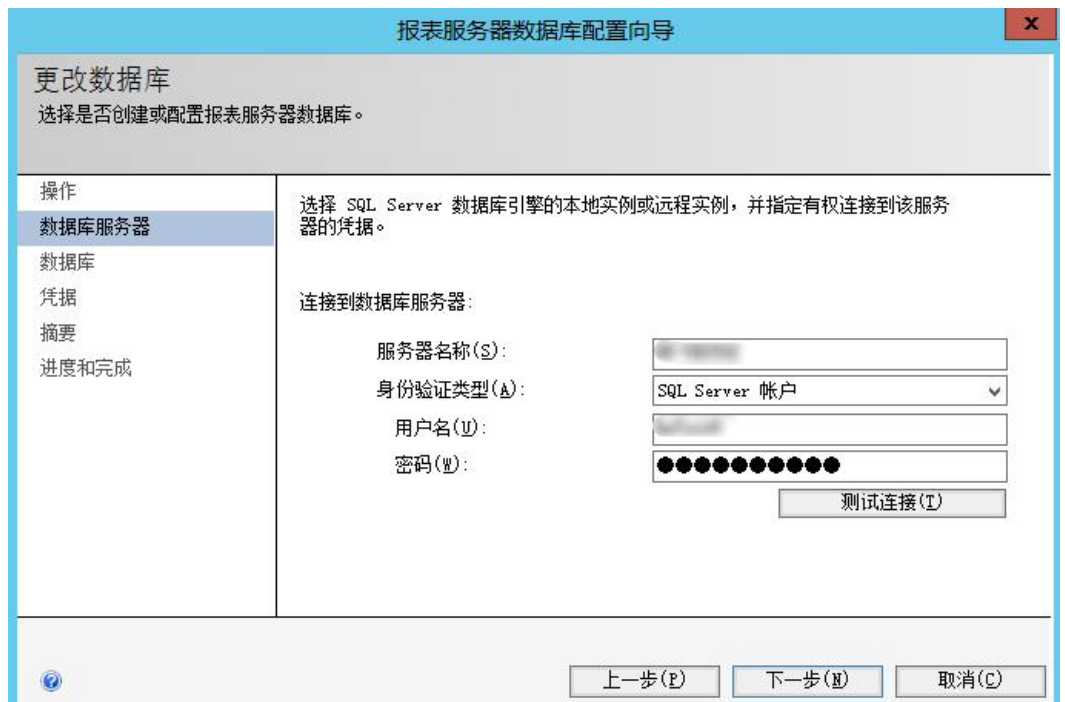 报表服务器数据库配置向导
x
更改数据库
选择是否创建或配置报表服务器数据库。
操作
数据库服务器
数据库
凭据
摘要
进度和完成
选择 SQL Server 数据库引擎的本地实例或远程实例，并指定有权连接到该服务
器的凭据。
连接到数据库服务器:
服务器名称(S):
身份验证类型(A): SQL Server 帐户
用户名(U):
密码(W): ●●●●●●●●●●
测试连接(T)
?
上一步(P) 下一步(N) 取消(C)